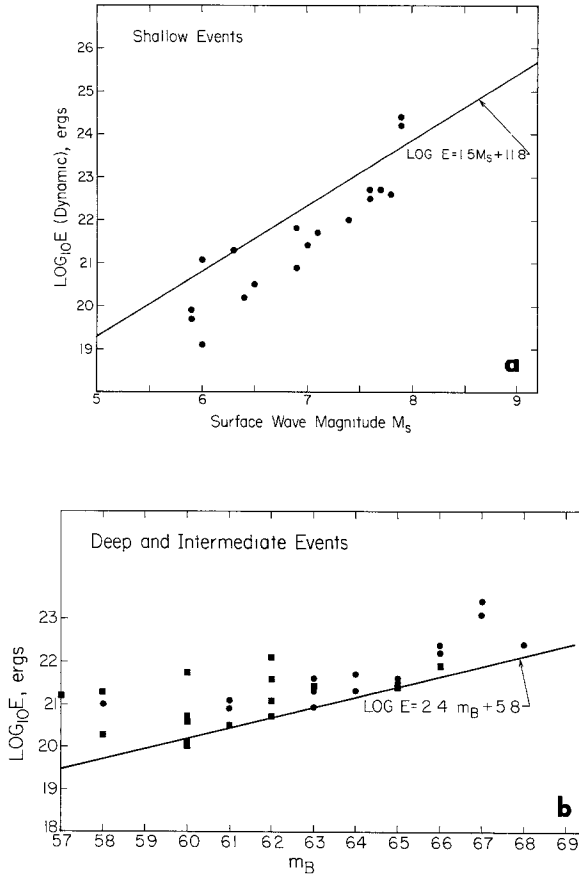 Shallow Events
26
25
24
23
22
21
20
19
LOG10E (Dynamic), ergs
LOG E=1.5MS+11.8
5 6 7 8 9
Surface Wave Magnitude MS
a
Deep and Intermediate Events
23
22
21
20
19
18
LOG10E, ergs
LOG E=2.4 mB+5.8
57 58 59 60 61 62 63 64 65 66 67 68 69
mB
b